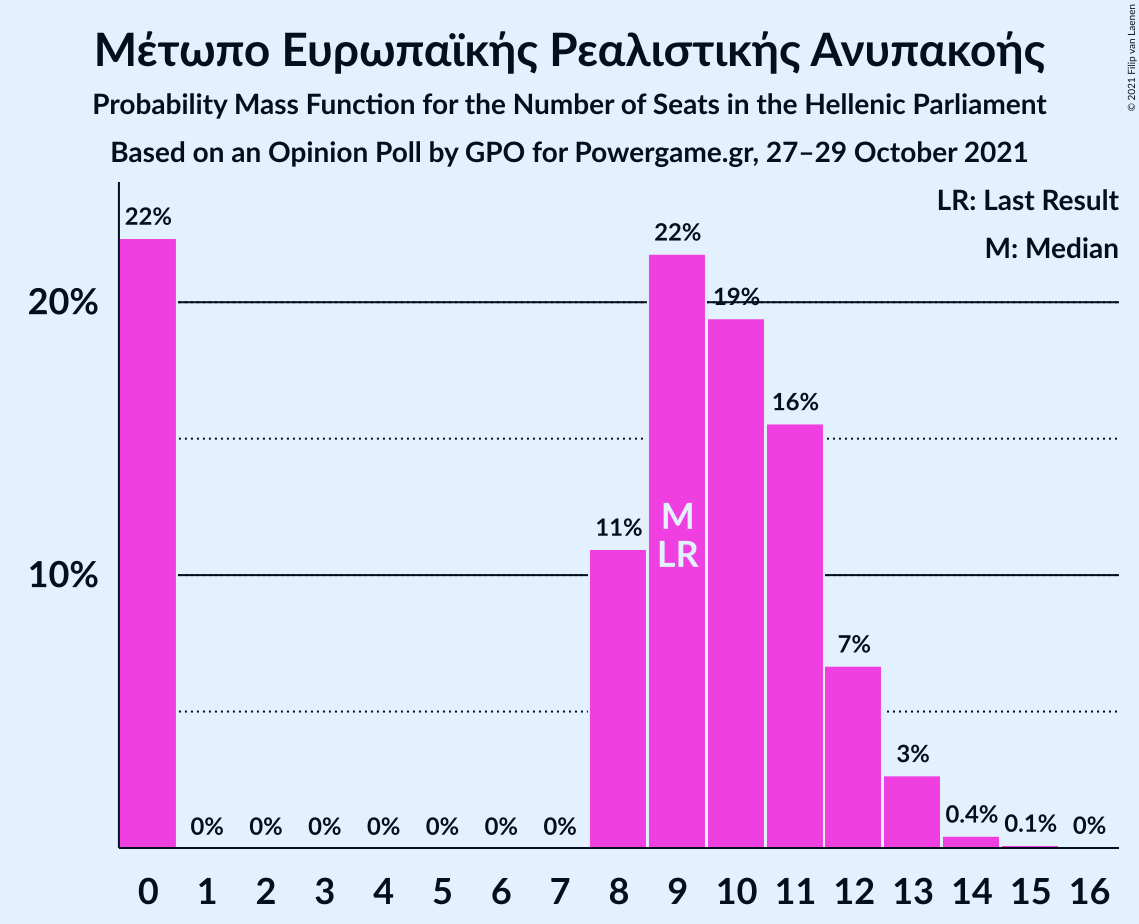 Μέτωπο Ευρωπαϊκής Ρεαλιστικής Ανυπακοής
Probability Mass Function for the Number of Seats in the Hellenic Parliament
Based on an Opinion Poll by GPO for Powergame.gr, 27–29 October 2021
© 2021 Filip van Laenen
LR: Last Result
M: Median
22%
22%
20%
19%
16%
11%
M
LR
10%
7%
3%
0% 0% 0% 0% 0% 0% 0% 0.4% 0.1% 0%
0 1 2 3 4 5 6 7 8 9 10 11 12 13 14 15 16